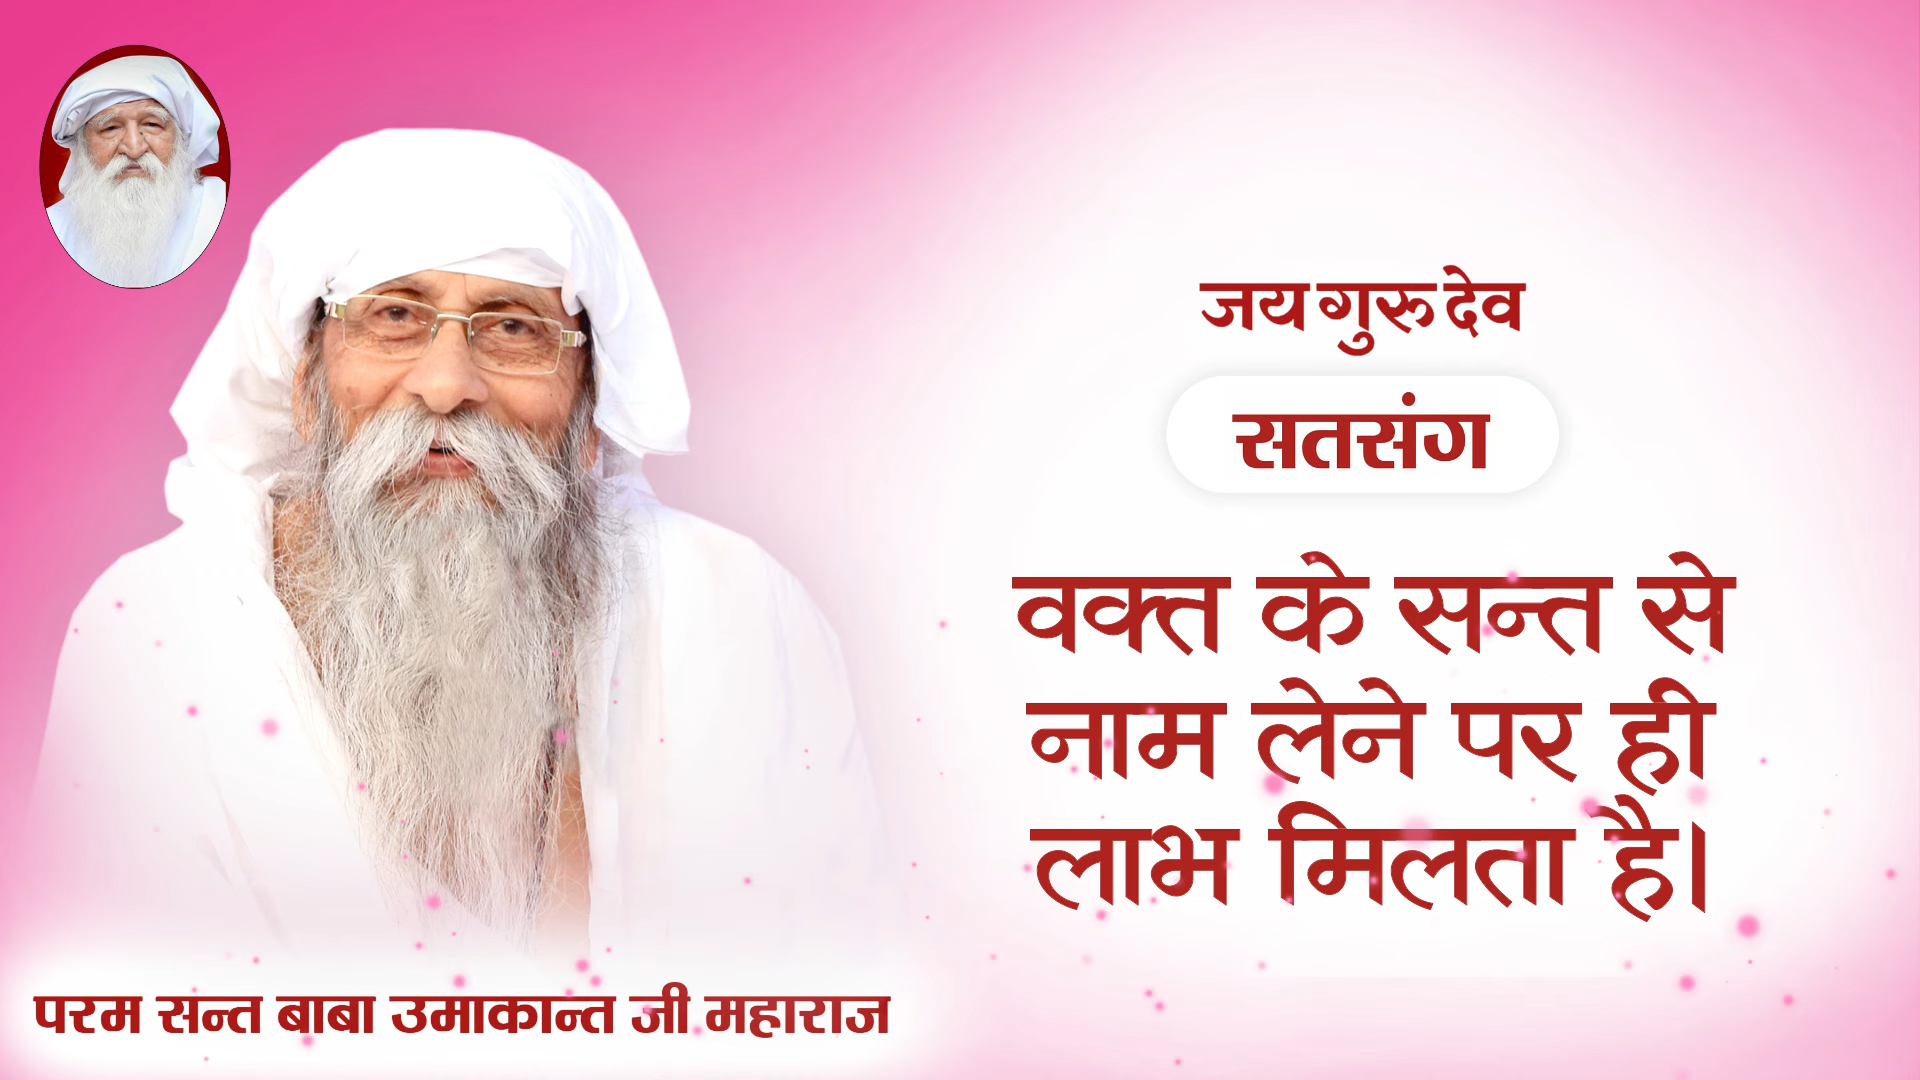 जय गुरु देव
सतसंग
वक्त के सन्त से
नाम लेने पर ही
लाभ मिलता है।
परम सन्त बाबा उमाकान्त जी महाराज